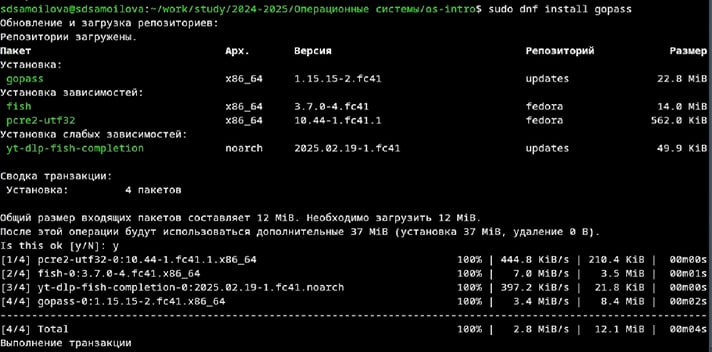 sdsamoilova@sdsamoilova:~/work/study/2024-2025/Операционные системы/os-intro$ sudo dnf install gopass
Обновление и загрузка репозиториев:
Репозитории загружены.
Пакет Арх. Версия Репозиторий Размер
Установка:
gopass x86_64 1.15.15-2.fc41 updates 22.8 MiB
Установка зависимостей:
fish x86_64 3.7.0-4.fc41 fedora 14.0 MiB
pcre2-utf32 x86_64 10.44-1.fc41.1 fedora 562.0 KiB
Установка слабых зависимостей:
yt-dlp-fish-completion noarch 2025.02.19-1.fc41 updates 49.9 KiB
Сводка транзакции:
Установка: 4 пакетов
Общий размер входящих пакетов составляет 12 MiB. Необходимо загрузить 12 MiB.
После этой операции будут использоваться дополнительные 37 MiB (установка 37 MiB, удаление 0 B).
Is this ok [y/N]: y
[1/4] pcre2-utf32-0:10.44-1.fc41.1.x86_64 100% | 444.8 KiB/s | 210.4 KiB | 00m00s
[2/4] fish-0:3.7.0-4.fc41.x86_64 100% | 7.0 MiB/s | 3.5 MiB | 00m01s
[3/4] yt-dlp-fish-completion-0:2025.02.19-1.fc41.noarch 100% | 397.2 KiB/s | 21.8 KiB | 00m00s
[4/4] gopass-0:1.15.15-2.fc41.x86_64 100% | 3.4 MiB/s | 8.4 MiB | 00m02s
--------------------------------------------------------------------------------
[4/4] Total 100% | 2.8 MiB/s | 12.1 MiB | 00m04s
Выполнение транзакции